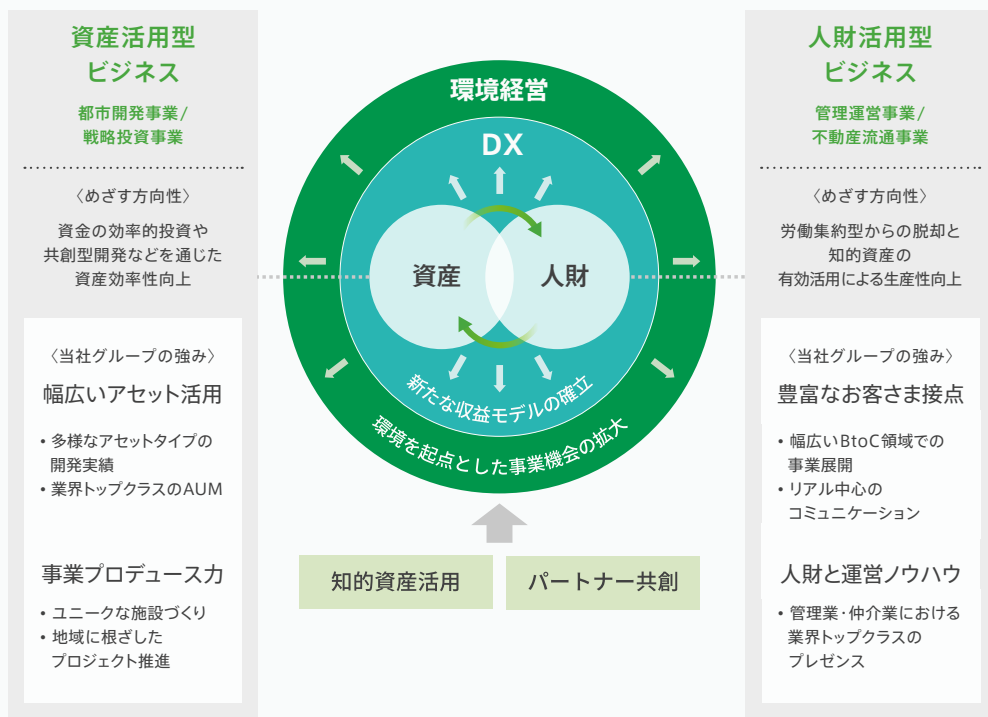 資産活用型
ビジネス
都市開発事業/
戦略投資事業
〈めざす方向性〉
資金の効率的投資や
共創型開発などを通じた
資産効率性向上
〈当社グループの強み〉
幅広いアセット活用
• 多様なアセットタイプの
開発実績
• 業界トップクラスのAUM
事業プロデュース力
• ユニークな施設づくり
• 地域に根ざした
プロジェクト推進
環境経営
DX
資産
人財
新たな収益モデルの確立
環境を起点とした事業機会の拡大
知的資産活用
パートナー共創
人財活用型
ビジネス
管理運営事業/
不動産流通事業
〈めざす方向性〉
労働集約型からの脱却と
知的資産の
有効活用による生産性向上
〈当社グループの強み〉
豊富なお客さま接点
• 幅広いBtoC領域での
事業展開
• リアル中心の
コミュニケーション
人財と運営ノウハウ
• 管理業・仲介業における
業界トップクラスの
プレゼンス